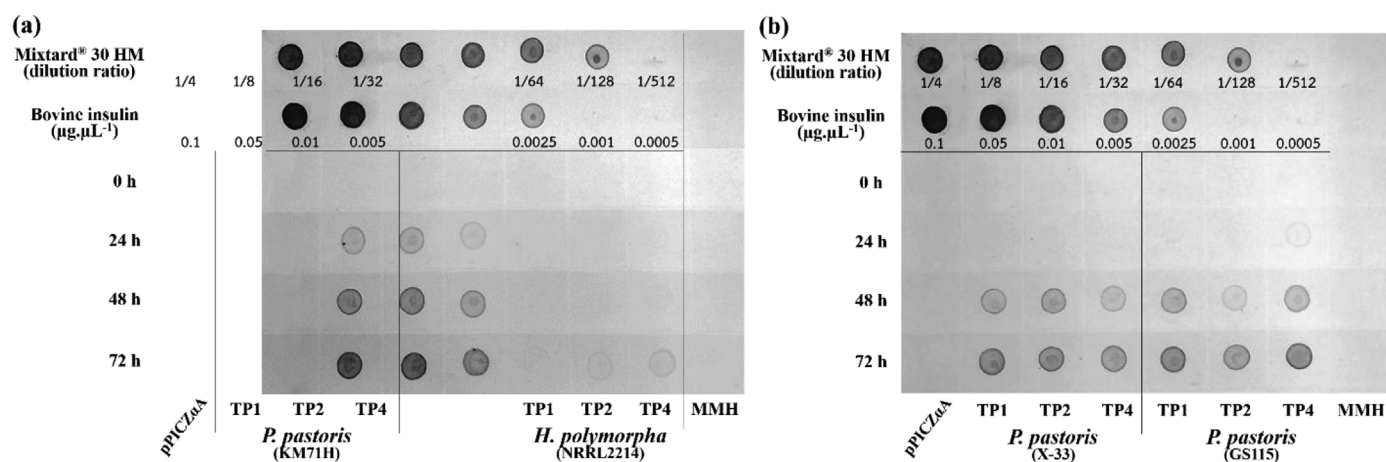 (a)
Mixtard® 30 HM
(dilution ratio)
1/4 1/8 1/16 1/32 1/64 1/128 1/512
Bovine insulin
(µg.µL⁻¹)
0.1 0.05 0.01 0.005 0.0025 0.001 0.0005
0 h
24 h
48 h
72 h
pPICZαA TP1 TP2 TP4 TP1 TP2 TP4 MMH
P. pastoris H. polymorpha
(KM71H) (NRRL2214)
(b)
Mixtard® 30 HM
(dilution ratio)
1/4 1/8 1/16 1/32 1/64 1/128 1/512
Bovine insulin
(µg.µL⁻¹)
0.1 0.05 0.01 0.005 0.0025 0.001 0.0005
0 h
24 h
48 h
72 h
pPICZαA TP1 TP2 TP4 TP1 TP2 TP4 MMH
P. pastoris P. pastoris
(X-33) (GS115)